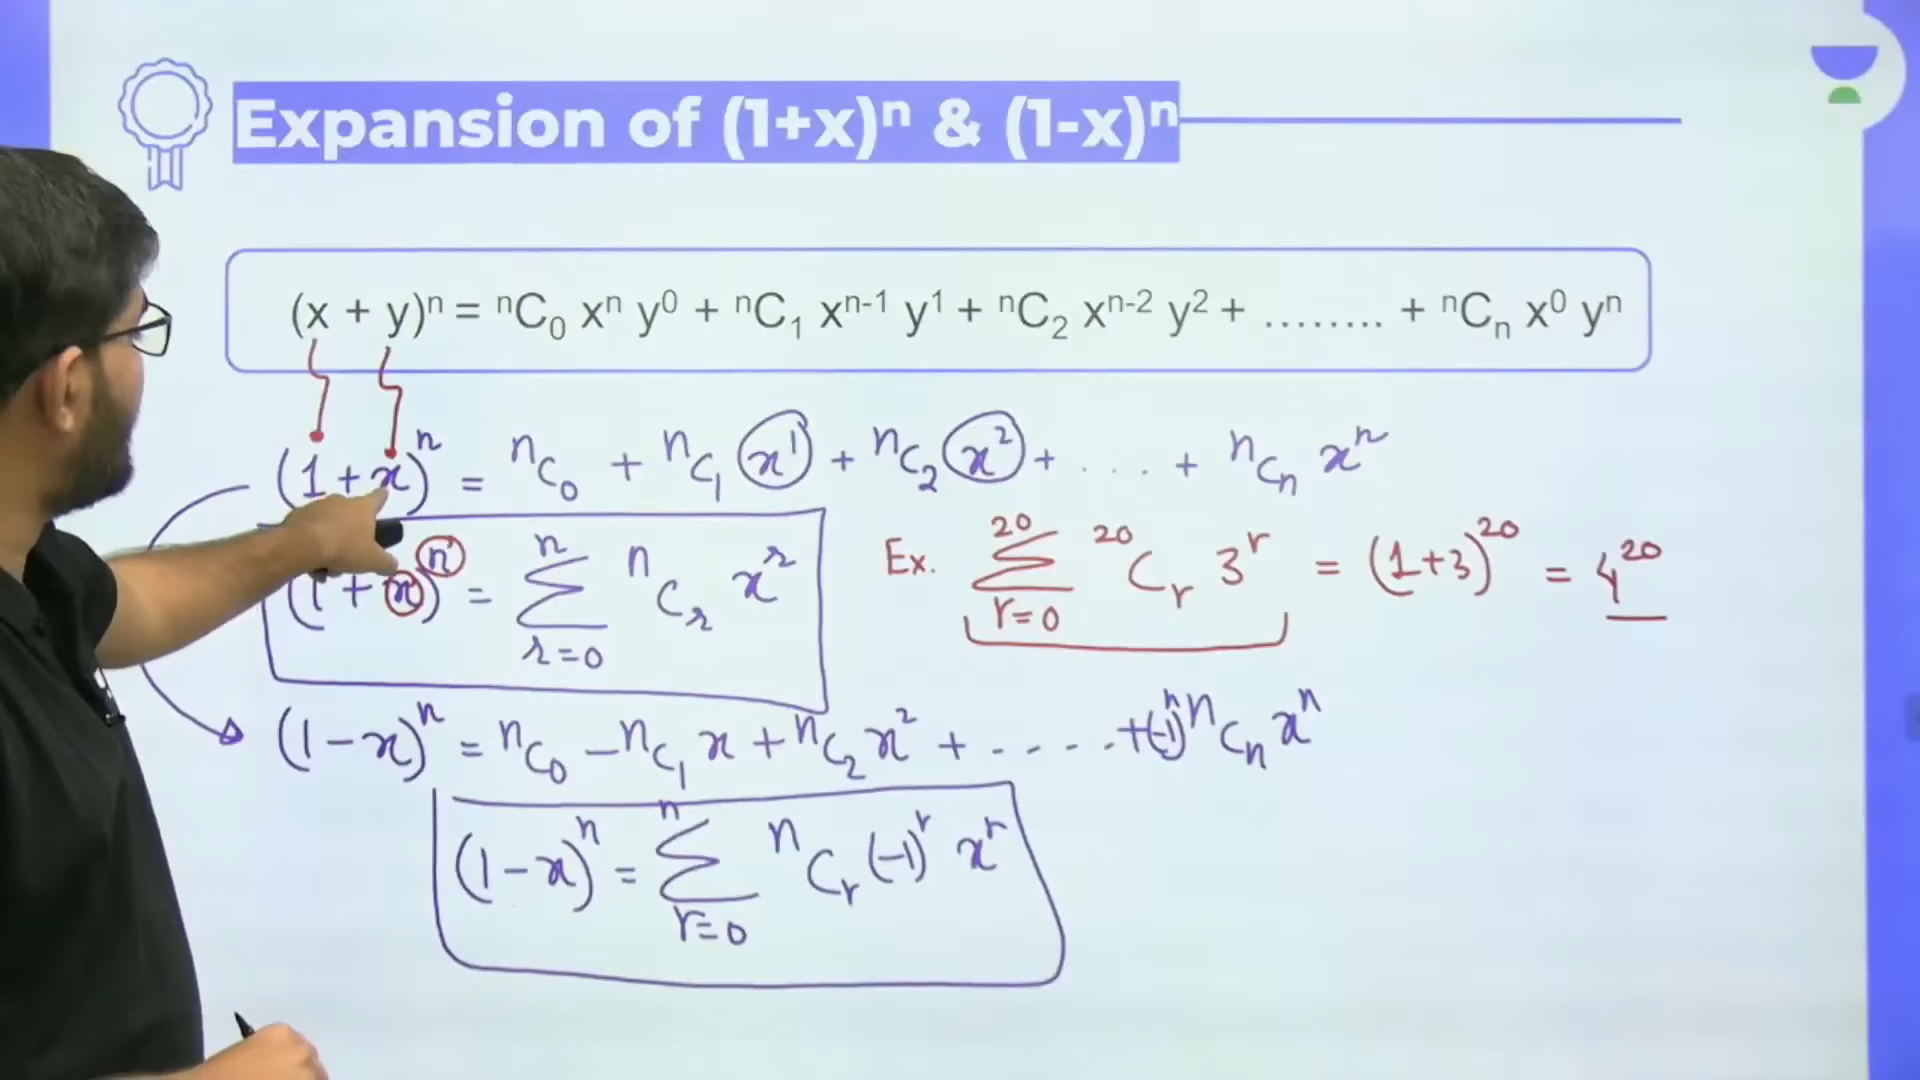 Expansion of (1+x)ⁿ & (1-x)ⁿ
(x + y)ⁿ = ⁿC₀ xⁿ y⁰ + ⁿC₁ xⁿ⁻¹ y¹ + ⁿC₂ xⁿ⁻² y² + ........ + ⁿCₙ x⁰ yⁿ
(1+x)ⁿ = ⁿC₀ + ⁿC₁ x¹ + ⁿC₂ x² + . . . . + ⁿCₙ xⁿ
(1+x)ⁿ = n Σ r=0 ⁿCᵣ xʳ
Ex. 20 Σ r=0 ²⁰Cᵣ 3ʳ = (1+3)²⁰ = 4²⁰
(1-x)ⁿ = ⁿC₀ - ⁿC₁ x + ⁿC₂ x² + - - - - . +(-1)ⁿ ⁿCₙ xⁿ
(1-x)ⁿ = n Σ r=0 ⁿCᵣ (-1)ʳ xʳ